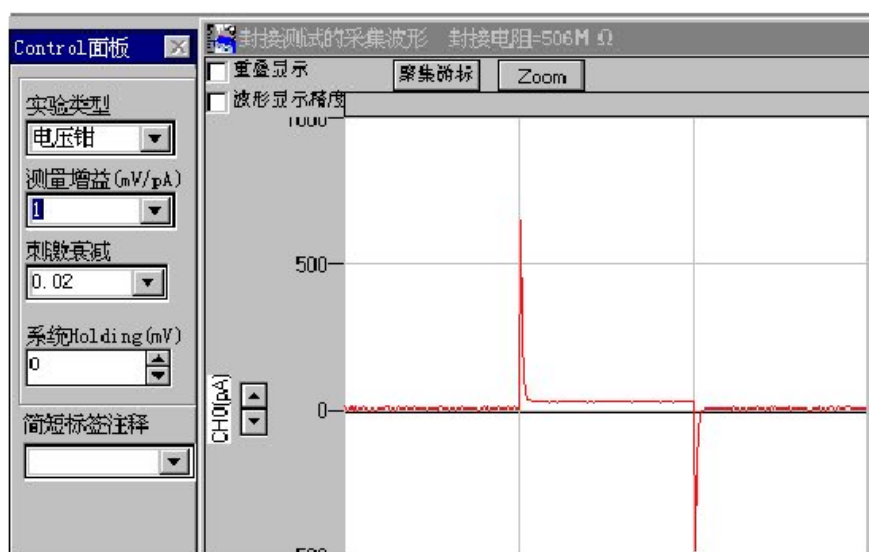 Control面板
实验类型
电压钳
测量增益(mV/pA)
1
刺激衰减
0.02
系统Holding(mV)
0
简短标签注释
封接测试的采集波形 封接电阻=506M Ω
重叠显示
聚集游标
Zoom
波形显示精度
1000
500
0
CH0(pA)